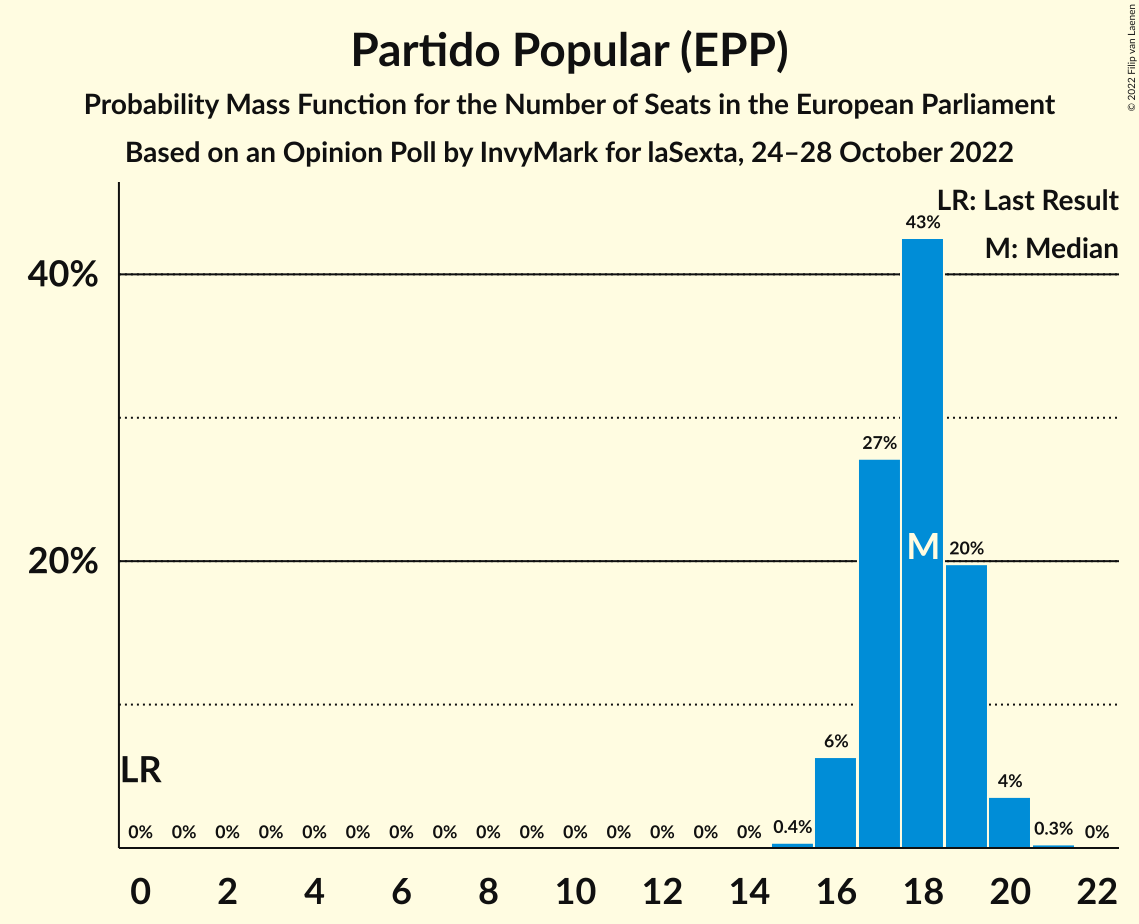 Partido Popular (EPP)
Probability Mass Function for the Number of Seats in the European Parliament
Based on an Opinion Poll by InvyMark for laSexta, 24–28 October 2022
© 2022 Filip van Laenen
LR: Last Result
M: Median
40%
20%
43%
27%
M
20%
6%
4%
LR
0% 0% 0% 0% 0% 0% 0% 0% 0% 0% 0% 0% 0% 0% 0% 0.4% 0.3% 0%
0 2 4 6 8 10 12 14 16 18 20 22